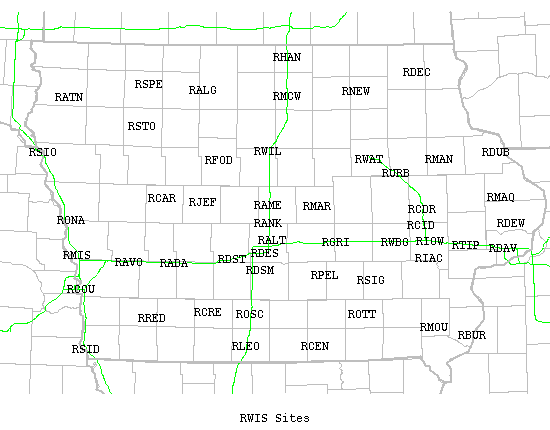 RHAN
RDEC
RSPE
RALG
RNEW
RATN
RMCW
RSTO
RSIO
RWIL
RDUB
RFOD
RWAT
RMAN
RURB
RCAR
RJEF
RAME
RMAR
RMAQ
RCDR
RONA
RANK
RCID
RDEW
RALT
RGRI
RWBG
RIOW
RTIP
RDAV
RMIS
RAVO
RADA
RDST
RDES
RIAC
RDSM
RPEL
RSIG
RCOU
RRED
RCRE
ROSC
ROTT
RMOU
RBUR
RSID
RLEO
RCEN
RWIS Sites